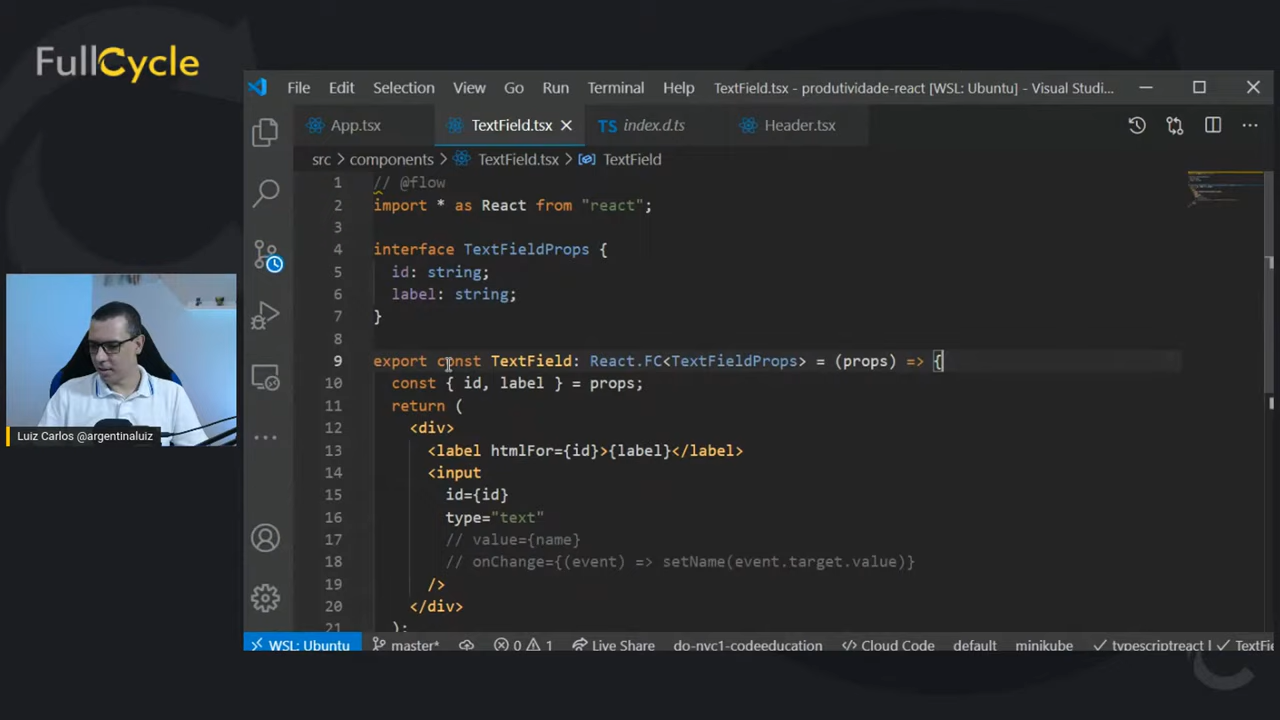 FullCycle
File Edit Selection View Go Run Terminal Help TextField.tsx - produtividade-react [WSL: Ubuntu] - Visual Studi...
App.tsx TextField.tsx TS index.d.ts Header.tsx
src > components > TextField.tsx > TextField
1 // @flow
2 import * as React from "react";
3
4 interface TextFieldProps {
5 id: string;
6 label: string;
7 }
8
9 export const TextField: React.FC<TextFieldProps> = (props) => {
10 const { id, label } = props;
11 return (
12 <div>
13 <label htmlFor={id}>{label}</label>
14 <input
15 id={id}
16 type="text"
17 // value={name}
18 // onChange={(event) => setName(event.target.value)}
19 />
20 </div>
21 );
Luiz Carlos @argentinaluiz
WSL: Ubuntu master* 0 1 Live Share do-nyc1-codeeducation Code Climate default minikube typescriptreact | TextFi